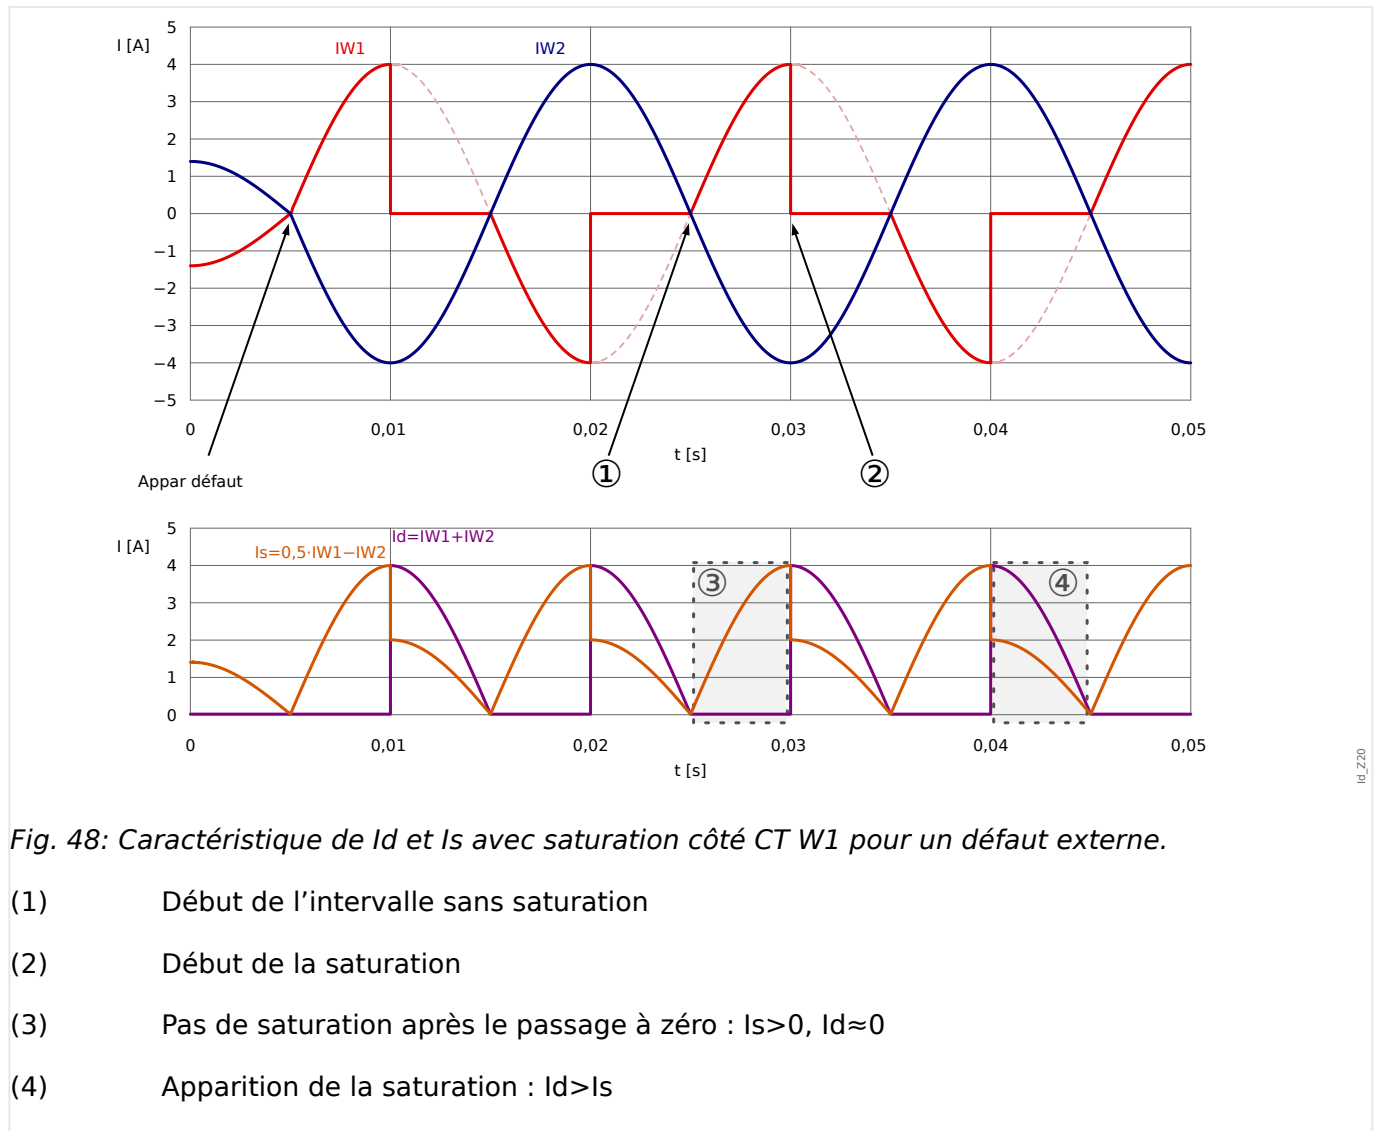 I [A]
IW1
IW2
5
4
3
2
1
0
−1
−2
−3
−4
−5
0 0,01 0,02 0,03 0,04 0,05
t [s]
Appar défaut
①
②
I [A]
Id=IW1+IW2
Is=0,5·IW1−IW2
5
4
3
2
1
0
③
④
0 0,01 0,02 0,03 0,04 0,05
t [s]
Id_Z20
Fig. 48: Caractéristique de Id et Is avec saturation côté CT W1 pour un défaut externe.
(1) Début de l’intervalle sans saturation
(2) Début de la saturation
(3) Pas de saturation après le passage à zéro : Is>0, Id≈0
(4) Apparition de la saturation : Id>Is